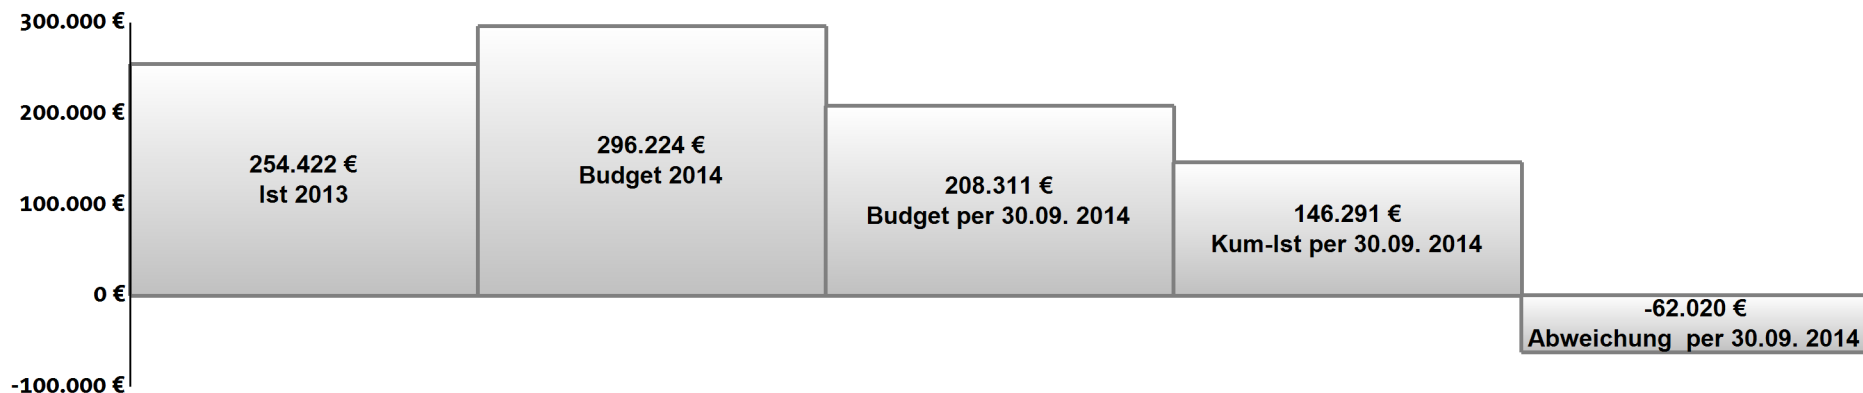 300.000 €
200.000 €
100.000 €
0 €
-100.000 €
254.422 €
Ist 2013
296.224 €
Budget 2014
208.311 €
Budget per 30.09. 2014
146.291 €
Kum-Ist per 30.09. 2014
-62.020 €
Abweichung  per 30.09. 2014